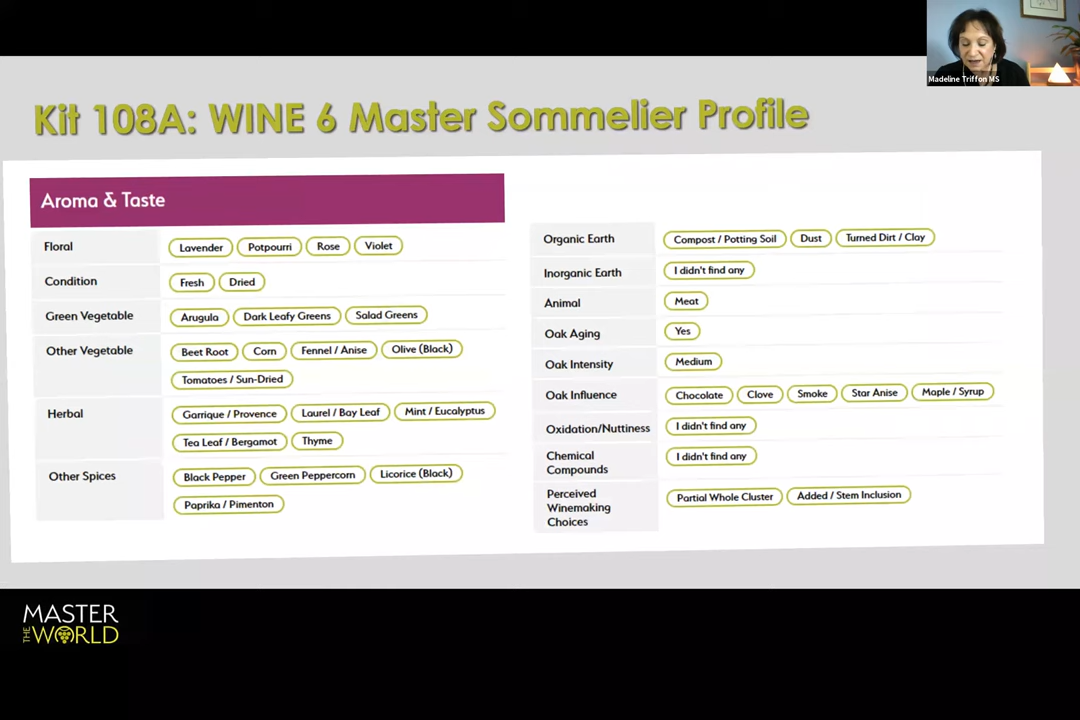 Madeline Triffon MS
Kit 108A: WINE 6 Master Sommelier Profile
Aroma & Taste
Floral
Lavender
Potpourri
Rose
Violet
Condition
Fresh
Dried
Green Vegetable
Arugula
Dark Leafy Greens
Salad Greens
Other Vegetable
Beet Root
Corn
Fennel / Anise
Olive (Black)
Tomatoes / Sun-Dried
Herbal
Garrique / Provence
Laurel / Bay Leaf
Mint / Eucalyptus
Tea Leaf / Bergamot
Thyme
Other Spices
Black Pepper
Green Peppercorn
Licorice (Black)
Paprika / Pimenton
Organic Earth
Compost / Potting Soil
Dust
Turned Dirt / Clay
Inorganic Earth
I didn't find any
Animal
Meat
Oak Aging
Yes
Oak Intensity
Medium
Oak Influence
Chocolate
Clove
Smoke
Star Anise
Maple / Syrup
Oxidation/Nuttiness
I didn't find any
Chemical
Compounds
I didn't find any
Perceived
Winemaking
Choices
Partial Whole Cluster
Added / Stem Inclusion
MASTER
THE WORLD